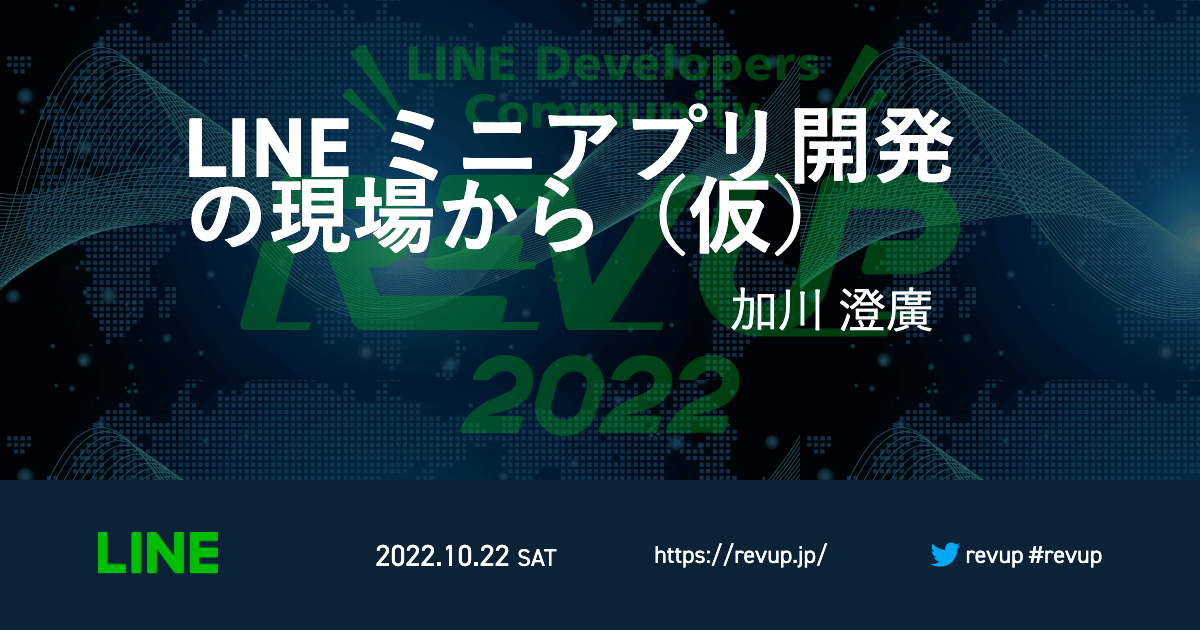 LINE Developers
Community
LINE ミニアプリ開発
の現場から（仮）
REVUP
加川 澄廣
2022
LINE
2022.10.22 SAT
https://revup.jp/
revup #revup